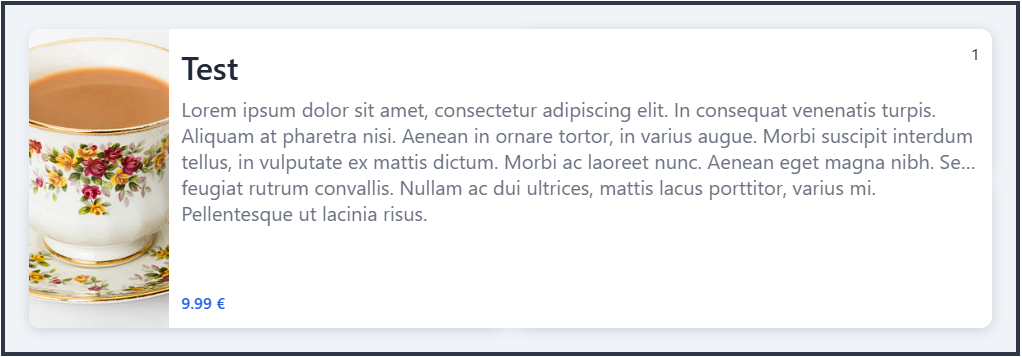 Test
1
Lorem ipsum dolor sit amet, consectetur adipiscing elit. In consequat venenatis turpis.
Aliquam at pharetra nisi. Aenean in ornare tortor, in varius augue. Morbi suscipit interdum
tellus, in vulputate ex mattis dictum. Morbi ac laoreet nunc. Aenean eget magna nibh. Se…
feugiat rutrum convallis. Nullam ac dui ultrices, mattis lacus porttitor, varius mi.
Pellentesque ut lacinia risus.
9.99 €